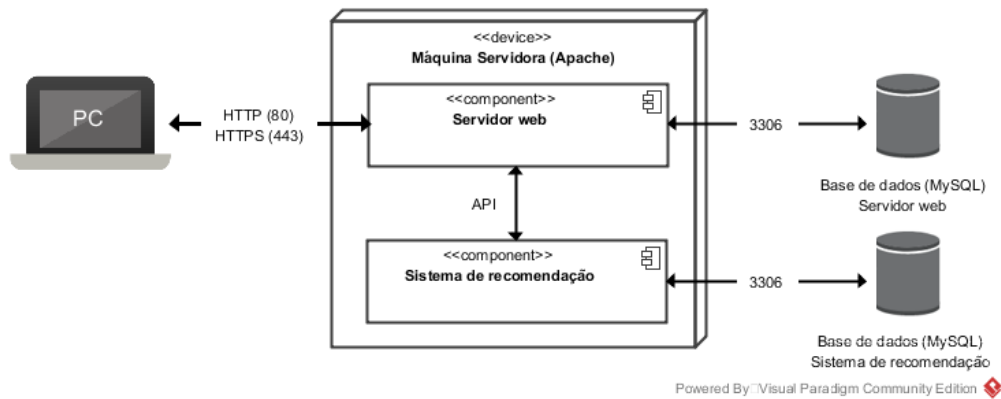 <<device>>
Máquina Servidora (Apache)
PC
HTTP (80)
HTTPS (443)
<<component>>
Servidor web
3306
Base de dados (MySQL)
Servidor web
API
<<component>>
Sistema de recomendação
3306
Base de dados (MySQL)
Sistema de recomendação
Powered By Visual Paradigm Community Edition